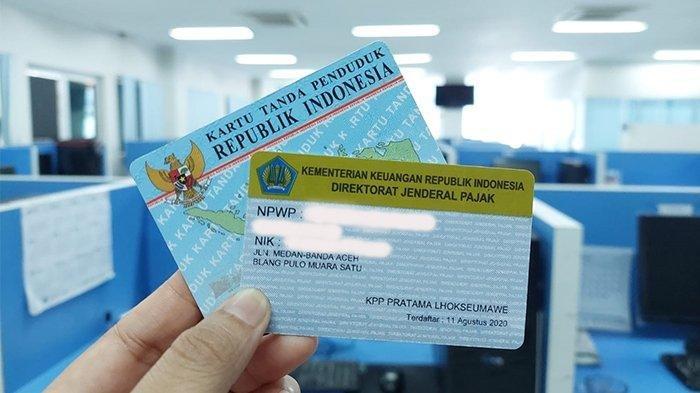 KARTU TANDA PENDUDUK
REPUBLIK INDONESIA
KEMENTERIAN KEUANGAN REPUBLIK INDONESIA
DIREKTORAT JENDERAL PAJAK
NPWP :
NIK :
JLN. MEDAN-BANDA ACEH
BLANG PULO MUARA SATU
KPP PRATAMA LHOKSEUMAWE
Terdaftar : 11 Agustus 2020